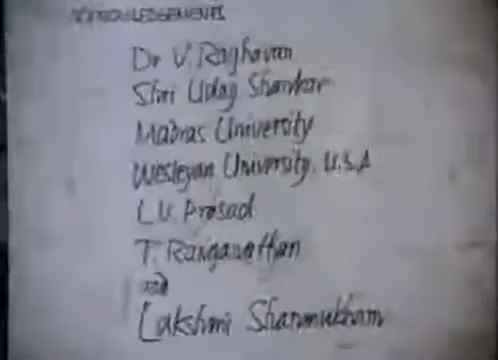 ACKNOWLEDGEMENTS
Dr V. Raghavan
Shri Uday Shankar
Madras University
Wesleyan University, U.S.A
L.V. Prasad
T. Ranganathan
and
Lakshmi Shanmukham